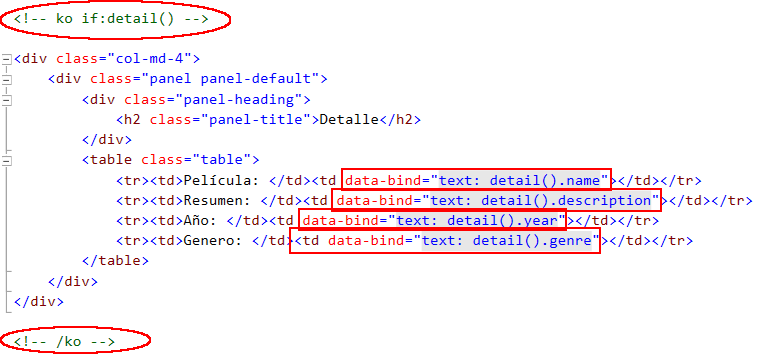 <!-- ko if:detail() -->
<div class="col-md-4">
<div class="panel panel-default">
<div class="panel-heading">
<h2 class="panel-title">Detalle</h2>
</div>
<table class="table">
<tr><td>Película: </td><td data-bind="text: detail().name"></td></tr>
<tr><td>Resumen: </td><td data-bind="text: detail().description"></td></tr>
<tr><td>Año: </td><td data-bind="text: detail().year"></td></tr>
<tr><td>Genero: </td><td data-bind="text: detail().genre"></td></tr>
</table>
</div>
</div>
<!-- /ko -->